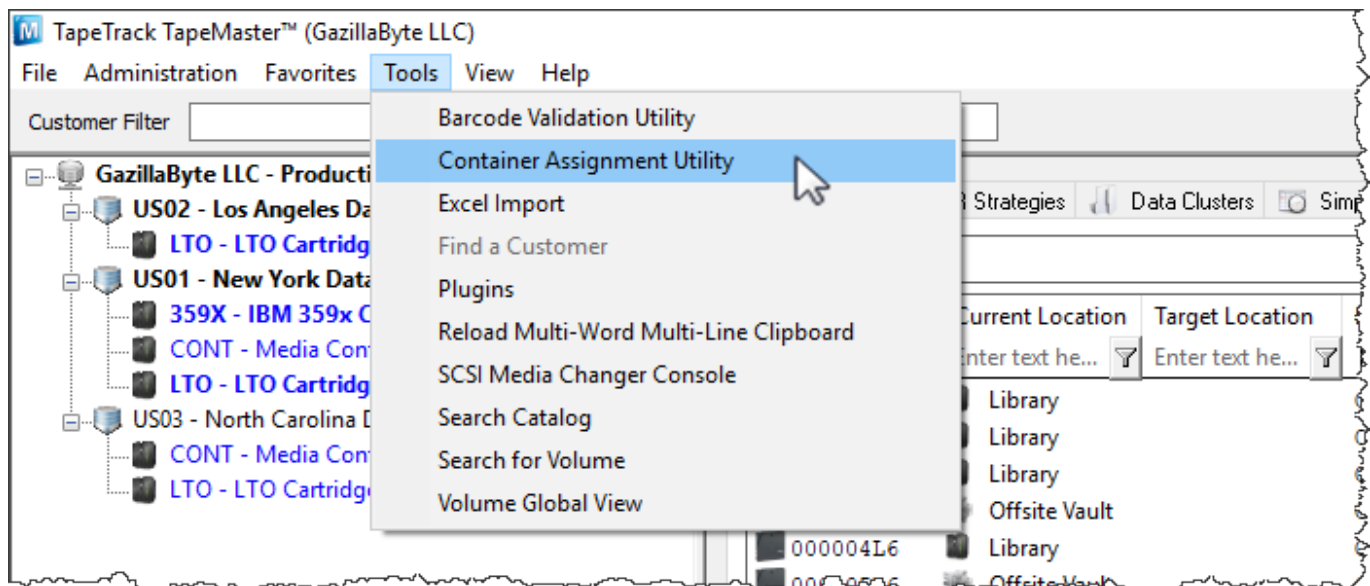 TapeTrack TapeMaster™ (GazillaByte LLC)
File Administration Favorites Tools View Help
Customer Filter
Barcode Validation Utility
Container Assignment Utility
Excel Import
Find a Customer
Plugins
Reload Multi-Word Multi-Line Clipboard
SCSI Media Changer Console
Search Catalog
Search for Volume
Volume Global View
GazillaByte LLC - Producti
US02 - Los Angeles Da
LTO - LTO Cartridg
US01 - New York Data
359X - IBM 359x C
CONT - Media Con
LTO - LTO Cartridg
US03 - North Carolina D
CONT - Media Con
LTO - LTO Cartridg
Strategies Data Clusters Simp
Current Location Target Location
Enter text he... Enter text he...
Library
Library
Library
Offsite Vault
000004L6 Library
Offsite Vault